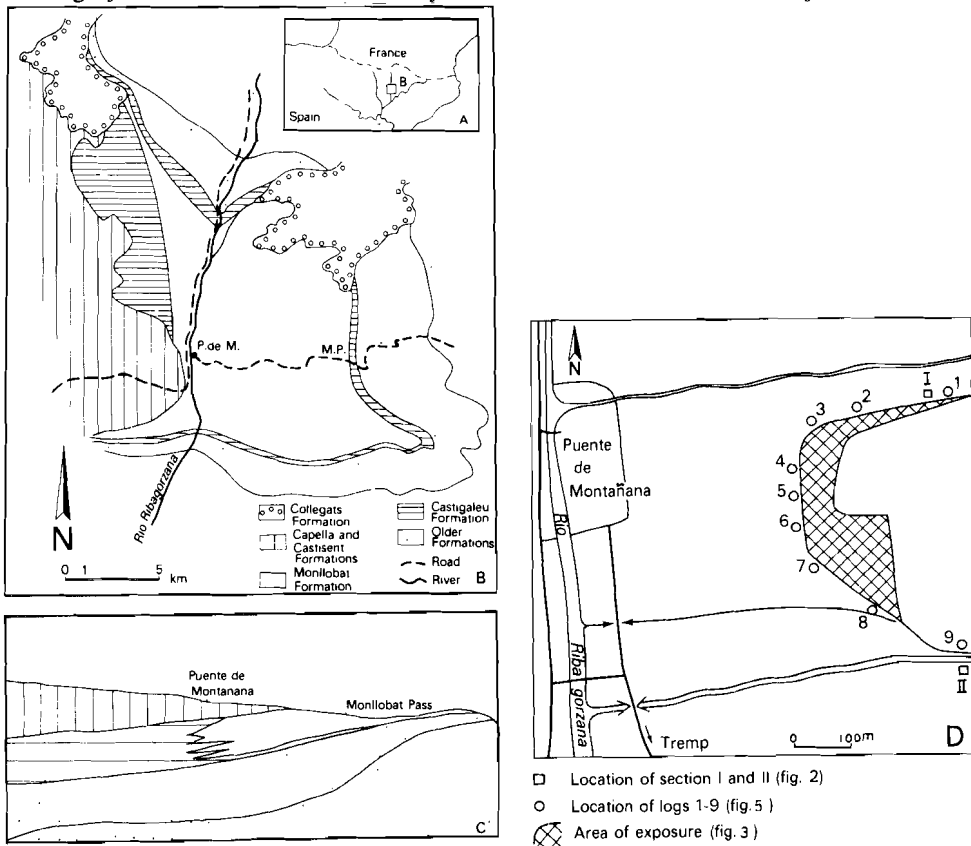 France
B
Spain
A
P. de M.
M.P.
Rio Ribagorzana
N
0 1 5
km
Collegats
Formation
Capella and
Castisent
Formations
Monllobat
Formation
Castigaleu
Formation
Older
Formations
Road
River
B
Puente de
Montanana
Monllobat Pass
C
N
Puente
de
Montañana
Rio
Ribagorzana
I
1
2
3
4
5
6
7
8
9
II
Tremp
0 100m
D
Location of section I and II (fig. 2)
Location of logs 1-9 (fig. 5)
Area of exposure (fig. 3)